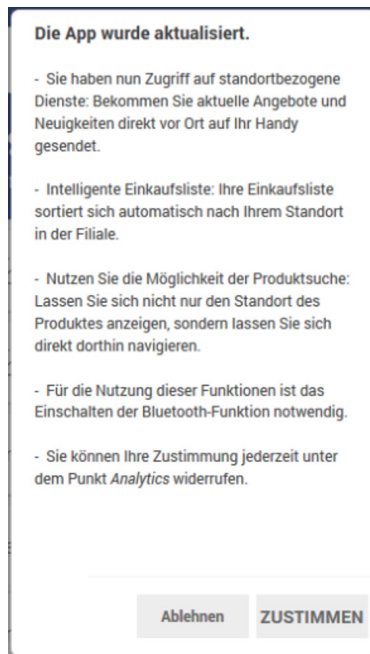 Die App wurde aktualisiert.
- Sie haben nun Zugriff auf standortbezogene
Dienste: Bekommen Sie aktuelle Angebote und
Neuigkeiten direkt vor Ort auf Ihr Handy
gesendet.
- Intelligente Einkaufsliste: Ihre Einkaufsliste
sortiert sich automatisch nach Ihrem Standort
in der Filiale.
- Nutzen Sie die Möglichkeit der Produktsuche:
Lassen Sie sich nicht nur den Standort des
Produktes anzeigen, sondern lassen Sie sich
direkt dorthin navigieren.
- Für die Nutzung dieser Funktionen ist das
Einschalten der Bluetooth-Funktion notwendig.
- Sie können Ihre Zustimmung jederzeit unter
dem Punkt Analytics widerrufen.
Ablehnen ZUSTIMMEN